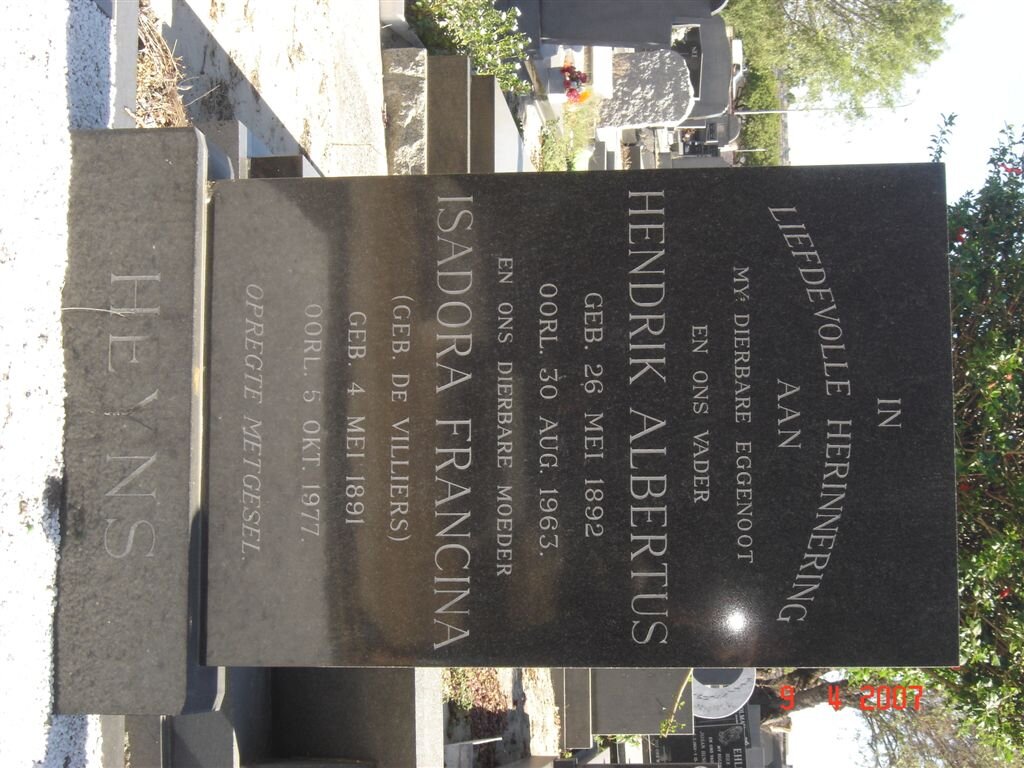 IN
LIEFDEVOLLE HERINNERING
AAN
MY DIERBARE EGGENOOT
EN ONS VADER
HENDRIK ALBERTUS
GEB. 26 MEI 1892
OORL. 30 AUG. 1963.
EN ONS DIERBARE MOEDER
ISADORA FRANCINA
(GEB. DE VILLIERS)
GEB. 4 MEI 1891
OORL. 5 OKT. 1977.
OPREGTE METGESEL.
HEYNS
9 4 2007